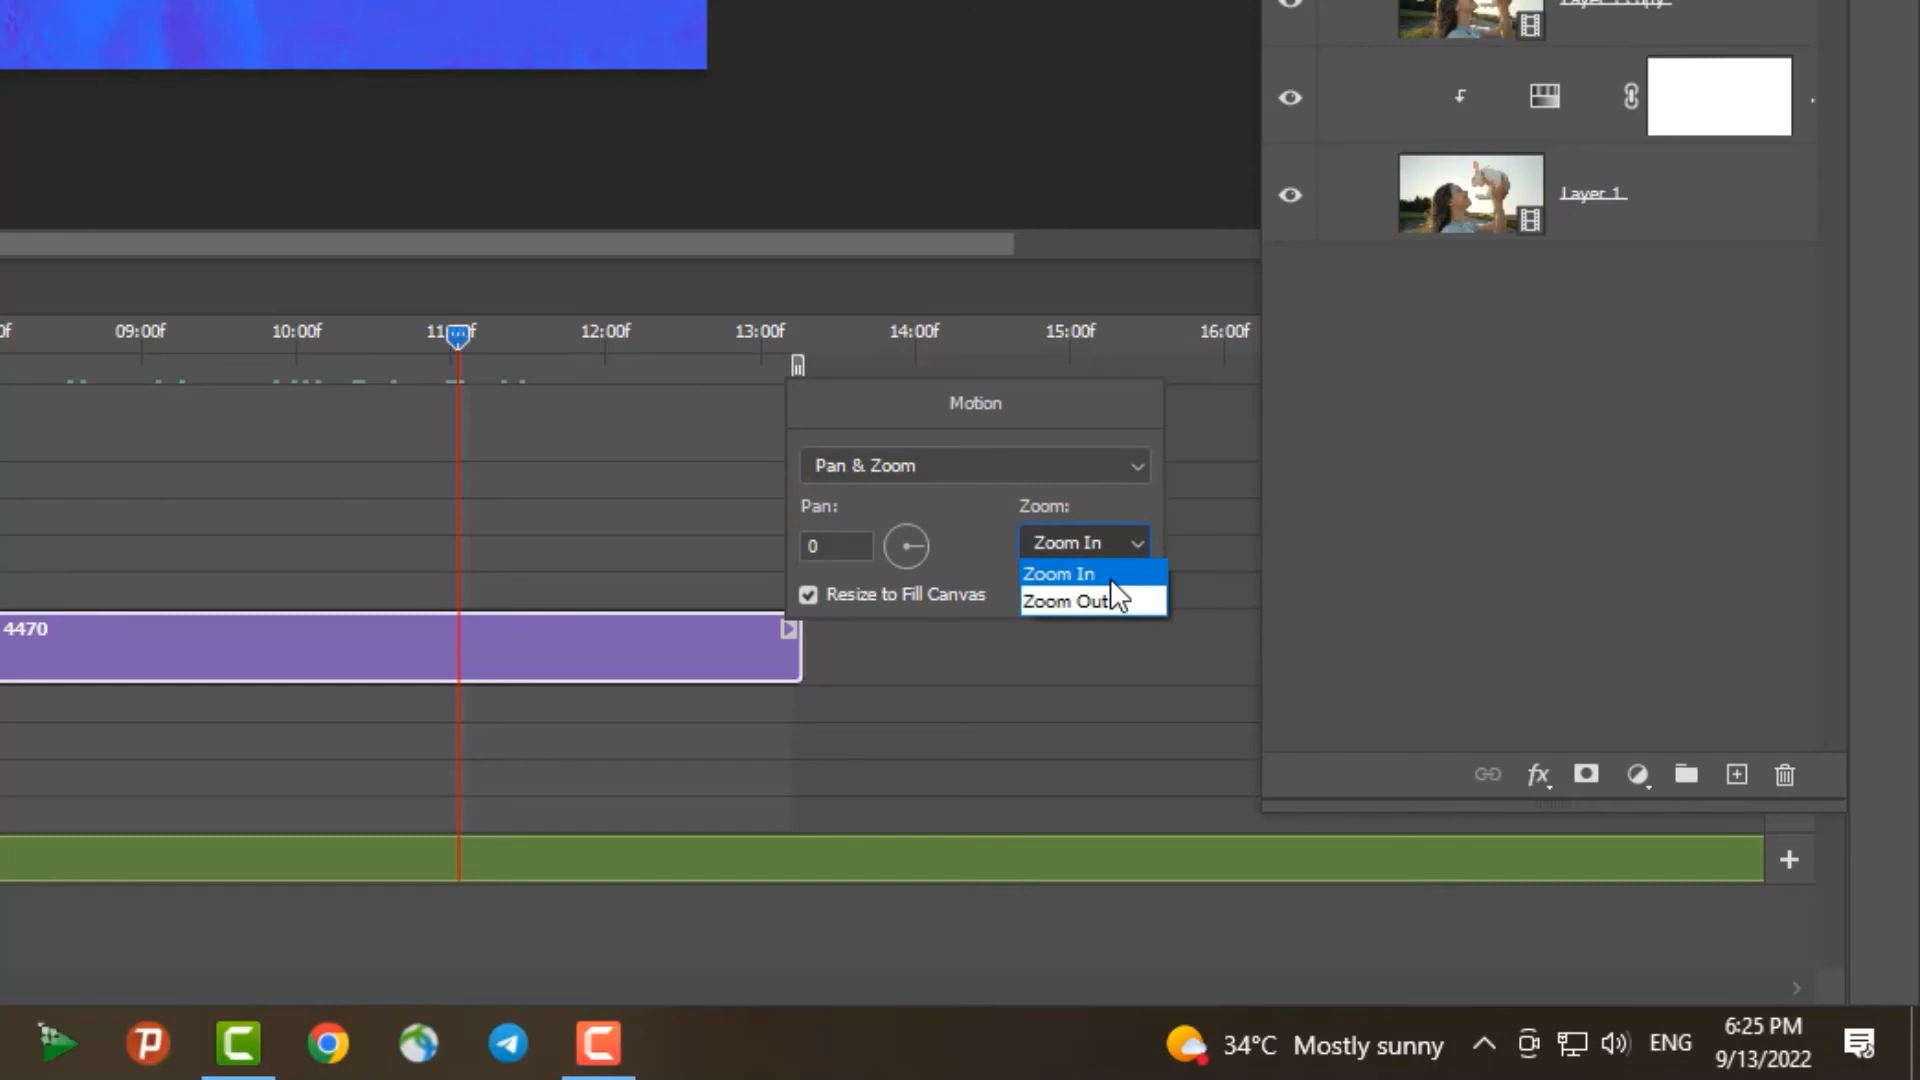 09:00f 10:00f 12:00f 13:00f 14:00f 15:00f 16:00f
Motion
Pan & Zoom
Pan: Zoom:
0 Zoom In
Zoom In
Zoom Out
Resize to Fill Canvas
4470
Layer 1
fx
34°C Mostly sunny
ENG
6:25 PM
9/13/2022